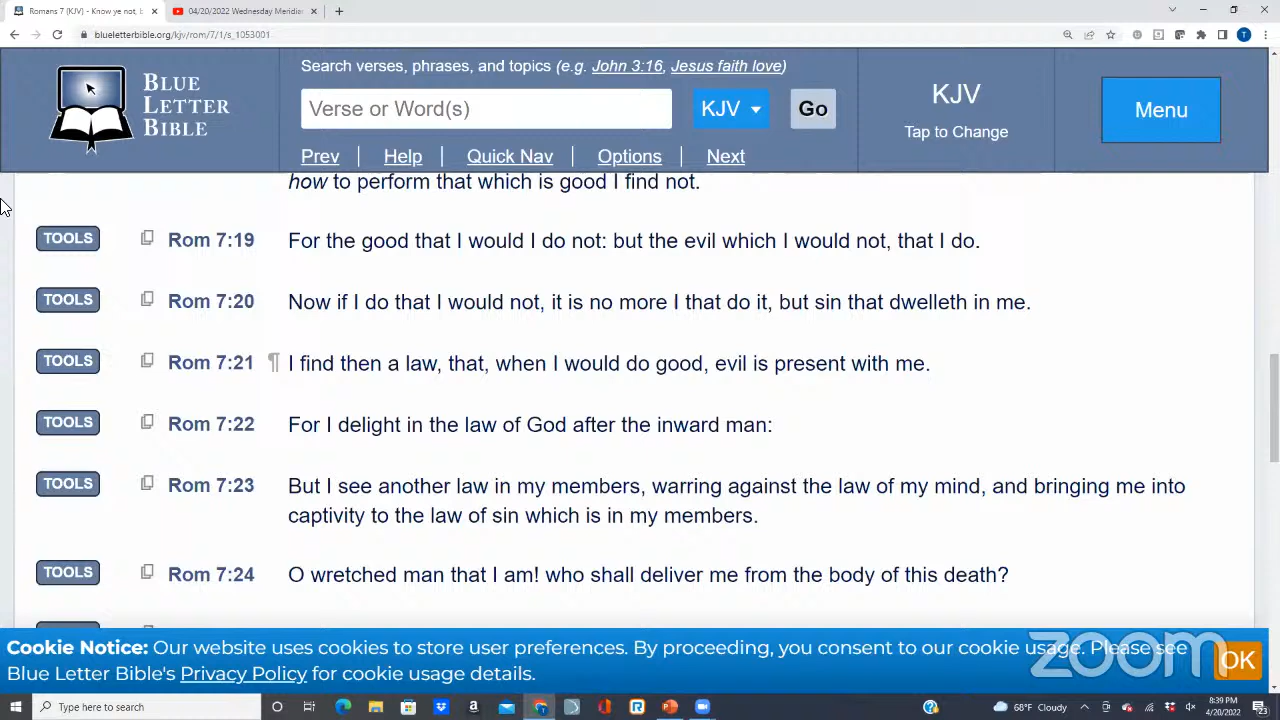 Romans 7 (KJV) - Know ye not, b
04/20/2022 Wednesday Meridier
blueletterbible.org/kjv/rom/7/1/s_1053001
T
BLUE
LETTER
BIBLE
Search verses, phrases, and topics (e.g. John 3:16, Jesus faith love)
Verse or Word(s)
KJV
Go
Prev
Help
Quick Nav
Options
Next
KJV
Tap to Change
Menu
how to perform that which is good I find not.
TOOLS Rom 7:19 For the good that I would I do not: but the evil which I would not, that I do.
TOOLS Rom 7:20 Now if I do that I would not, it is no more I that do it, but sin that dwelleth in me.
TOOLS Rom 7:21 ¶ I find then a law, that, when I would do good, evil is present with me.
TOOLS Rom 7:22 For I delight in the law of God after the inward man:
TOOLS Rom 7:23 But I see another law in my members, warring against the law of my mind, and bringing me into
captivity to the law of sin which is in my members.
TOOLS Rom 7:24 O wretched man that I am! who shall deliver me from the body of this death?
Cookie Notice: Our website uses cookies to store user preferences. By proceeding, you consent to our cookie usage. Please see
Blue Letter Bible's Privacy Policy for cookie usage details.
zoom
OK
Type here to search
68°F Cloudy
8:39 PM
4/20/2022